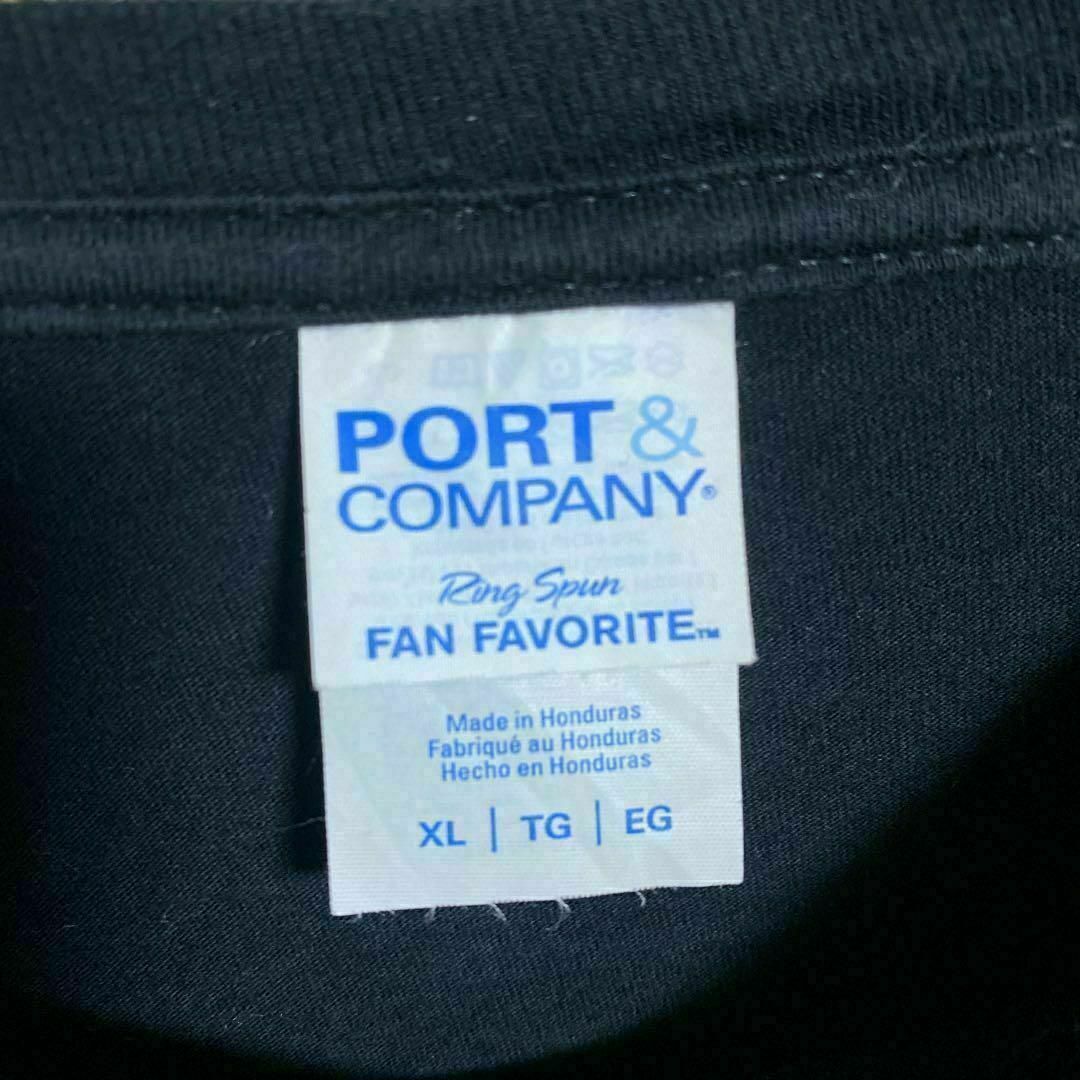 PORT &
COMPANY®
Ring Spun
FAN FAVORITE™
Made in Honduras
Fabriqué au Honduras
Hecho en Honduras
XL | TG | EG